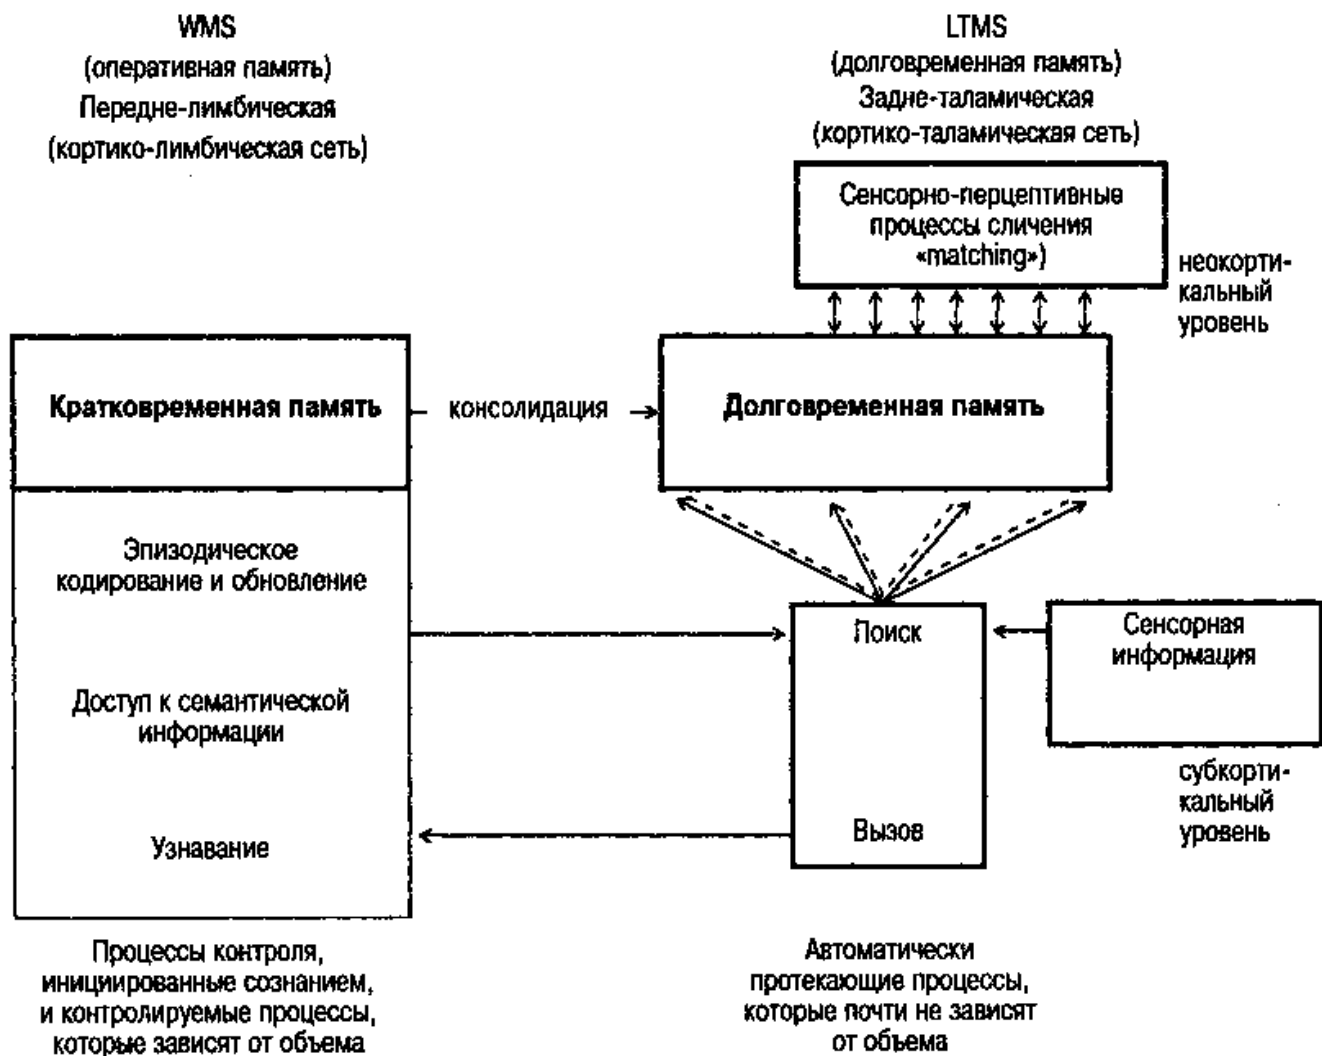 WMS
(оперативная память)
Передне-лимбическая
(кортико-лимбическая сеть)
LTMS
(долговременная память)
Задне-таламическая
(кортико-таламическая сеть)
Сенсорно-перцептивные
процессы сличения
«matching»)
неокорти-
кальный
уровень
Кратковременная память
консолидация
Долговременная память
Эпизодическое
кодирование и обновление
Доступ к семантической
информации
Узнавание
Поиск
Вызов
Сенсорная
информация
субкорти-
кальный
уровень
Процессы контроля,
инициированные сознанием,
и контролируемые процессы,
которые зависят от объема
Автоматически
протекающие процессы,
которые почти не зависят
от объема